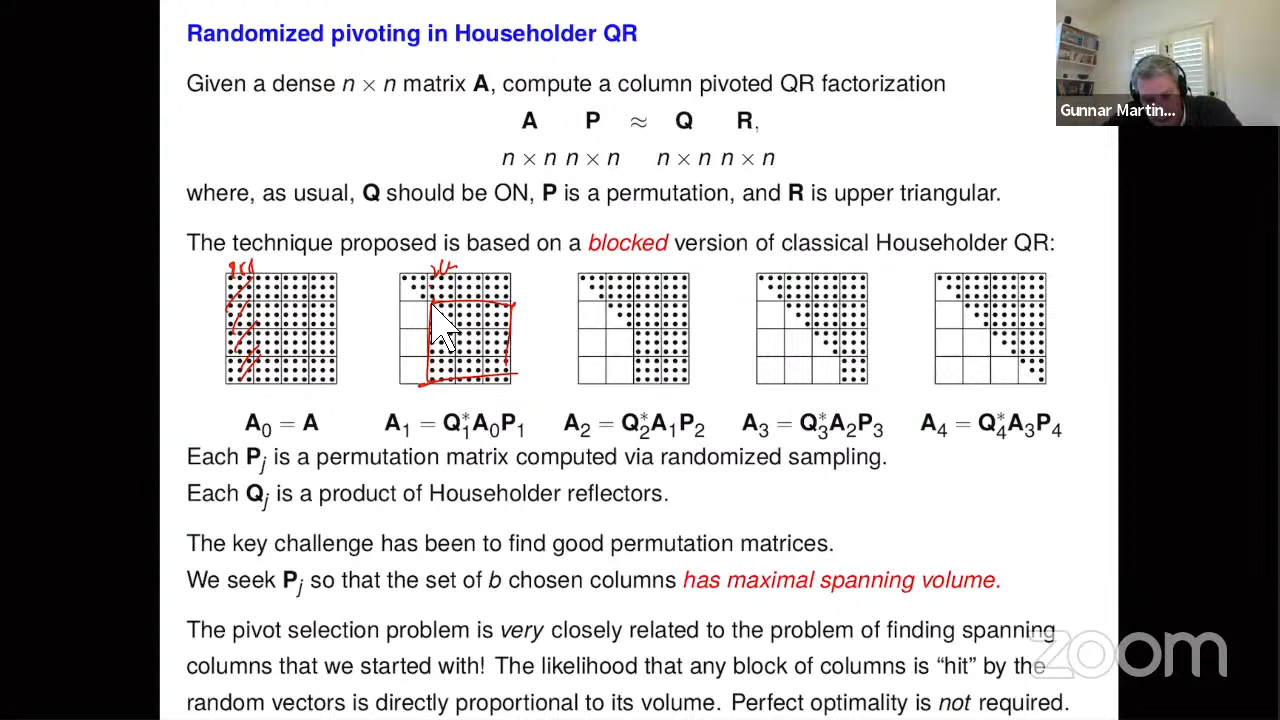 Randomized pivoting in Householder QR
Gunnar Martin...
Given a dense n × n matrix A, compute a column pivoted QR factorization
A P ≈ Q R,
n × n n × n n × n n × n
where, as usual, Q should be ON, P is a permutation, and R is upper triangular.
The technique proposed is based on a blocked version of classical Householder QR:
A₀ = A A₁ = Q₁*A₀P₁ A₂ = Q₂*A₁P₂ A₃ = Q₃*A₂P₃ A₄ = Q₄*A₃P₄
Each Pⱼ is a permutation matrix computed via randomized sampling.
Each Qⱼ is a product of Householder reflectors.
The key challenge has been to find good permutation matrices.
We seek Pⱼ so that the set of b chosen columns has maximal spanning volume.
The pivot selection problem is very closely related to the problem of finding spanning
columns that we started with! The likelihood that any block of columns is “hit” by the
random vectors is directly proportional to its volume. Perfect optimality is not required.
zoom